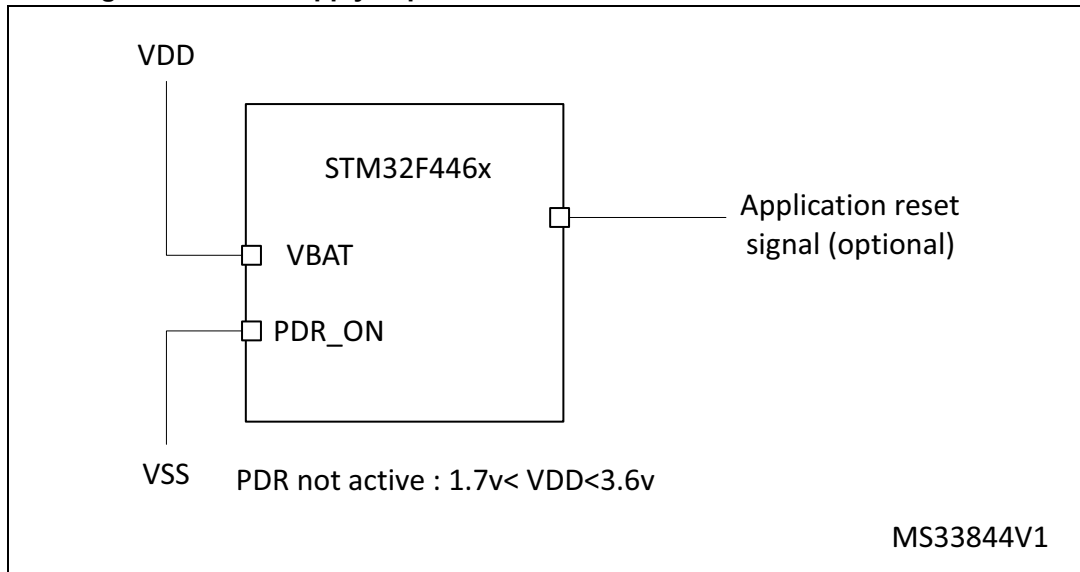 VDD
STM32F446x
Application reset
signal (optional)
VBAT
PDR_ON
VSS
PDR not active : 1.7v< VDD<3.6v
MS33844V1